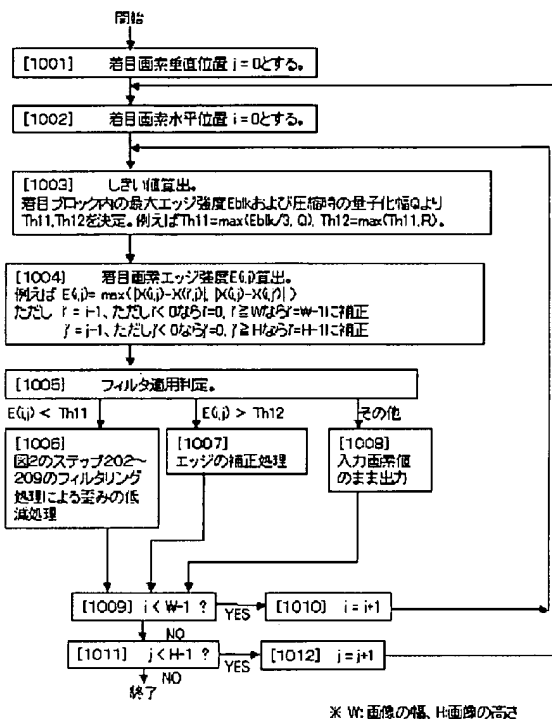 開始
[1001] 着目画素垂直位置 j = 0とする。
[1002] 着目画素水平位置 i = 0とする。
[1003] しきい値算出。
着目ブロック内の最大エッジ強度Eblkおよび圧縮時の量子化幅Qより
Th11,Th12を決定。例えばTh11=max(Eblk/3, Q), Th12=max(Th11,R)。
[1004] 着目画素エッジ強度E(i,j)算出。
例えば E(i,j)= max( |X(i,j)-X(i',j)|, |X(i,j)-X(i,j')| )
ただし i' = i-1、ただしi'< 0ならi'=0, i' ≧Wならi'=W-1に補正
j' = j-1、ただしj'< 0ならj'=0, j' ≧Hならj'=H-1に補正
[1005] フィルタ適用判定。
E(i,j) < Th11
E(i,j) > Th12
その他
[1006]
図2のステップ202~
209のフィルタリング
処理による歪みの低
減処理
[1007]
エッジの補正処理
[1008]
入力画素値
のまま出力
[1009] i < W-1 ?
YES
[1010] i = i+1
NO
[1011] j < H-1 ?
YES
[1012] j = j+1
NO
終了
※ W:画像の幅、H:画像の高さ